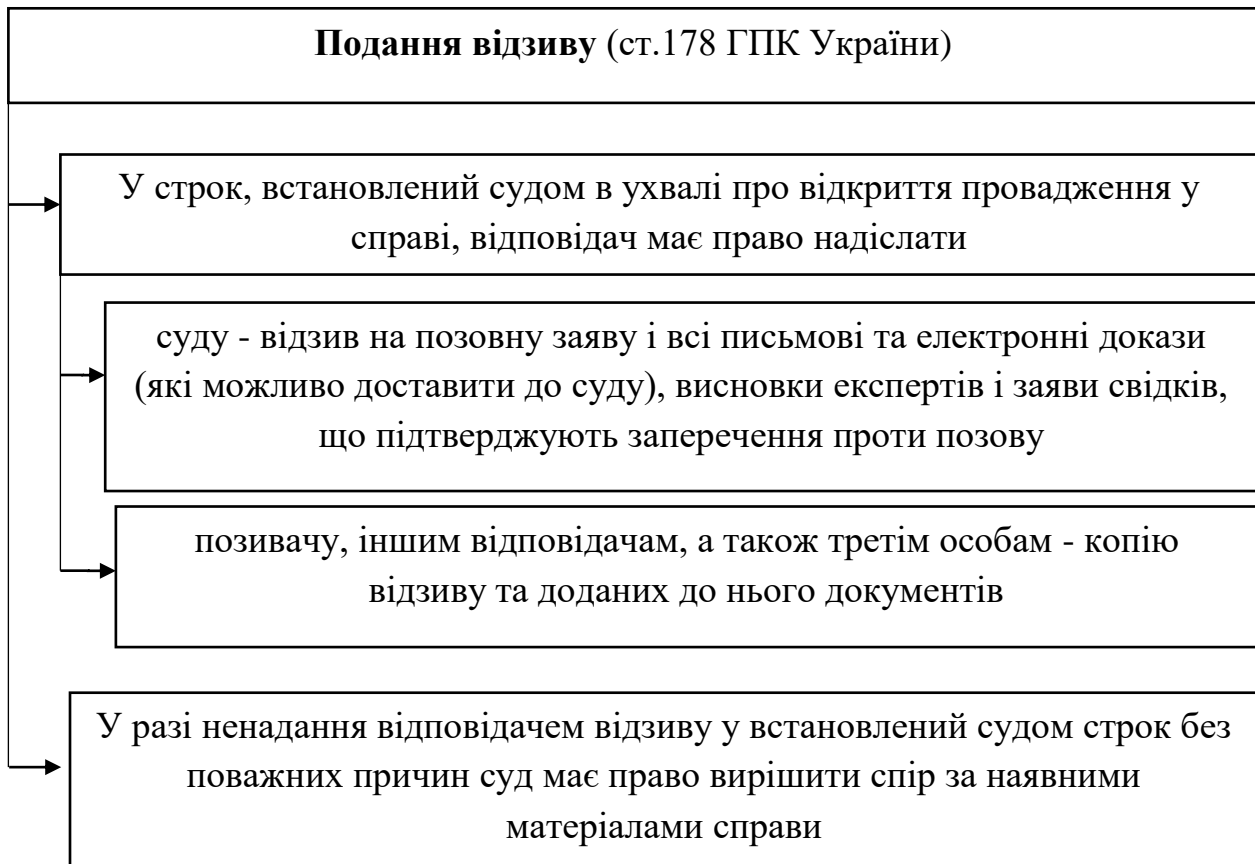 Подання відзиву (ст.178 ГПК України)
У строк, встановлений судом в ухвалі про відкриття провадження у
справі, відповідач має право надіслати
суду - відзив на позовну заяву і всі письмові та електронні докази
(які можливо доставити до суду), висновки експертів і заяви свідків,
що підтверджують заперечення проти позову
позивачу, іншим відповідачам, а також третім особам - копію
відзиву та доданих до нього документів
У разі ненадання відповідачем відзиву у встановлений судом строк без
поважних причин суд має право вирішити спір за наявними
матеріалами справи